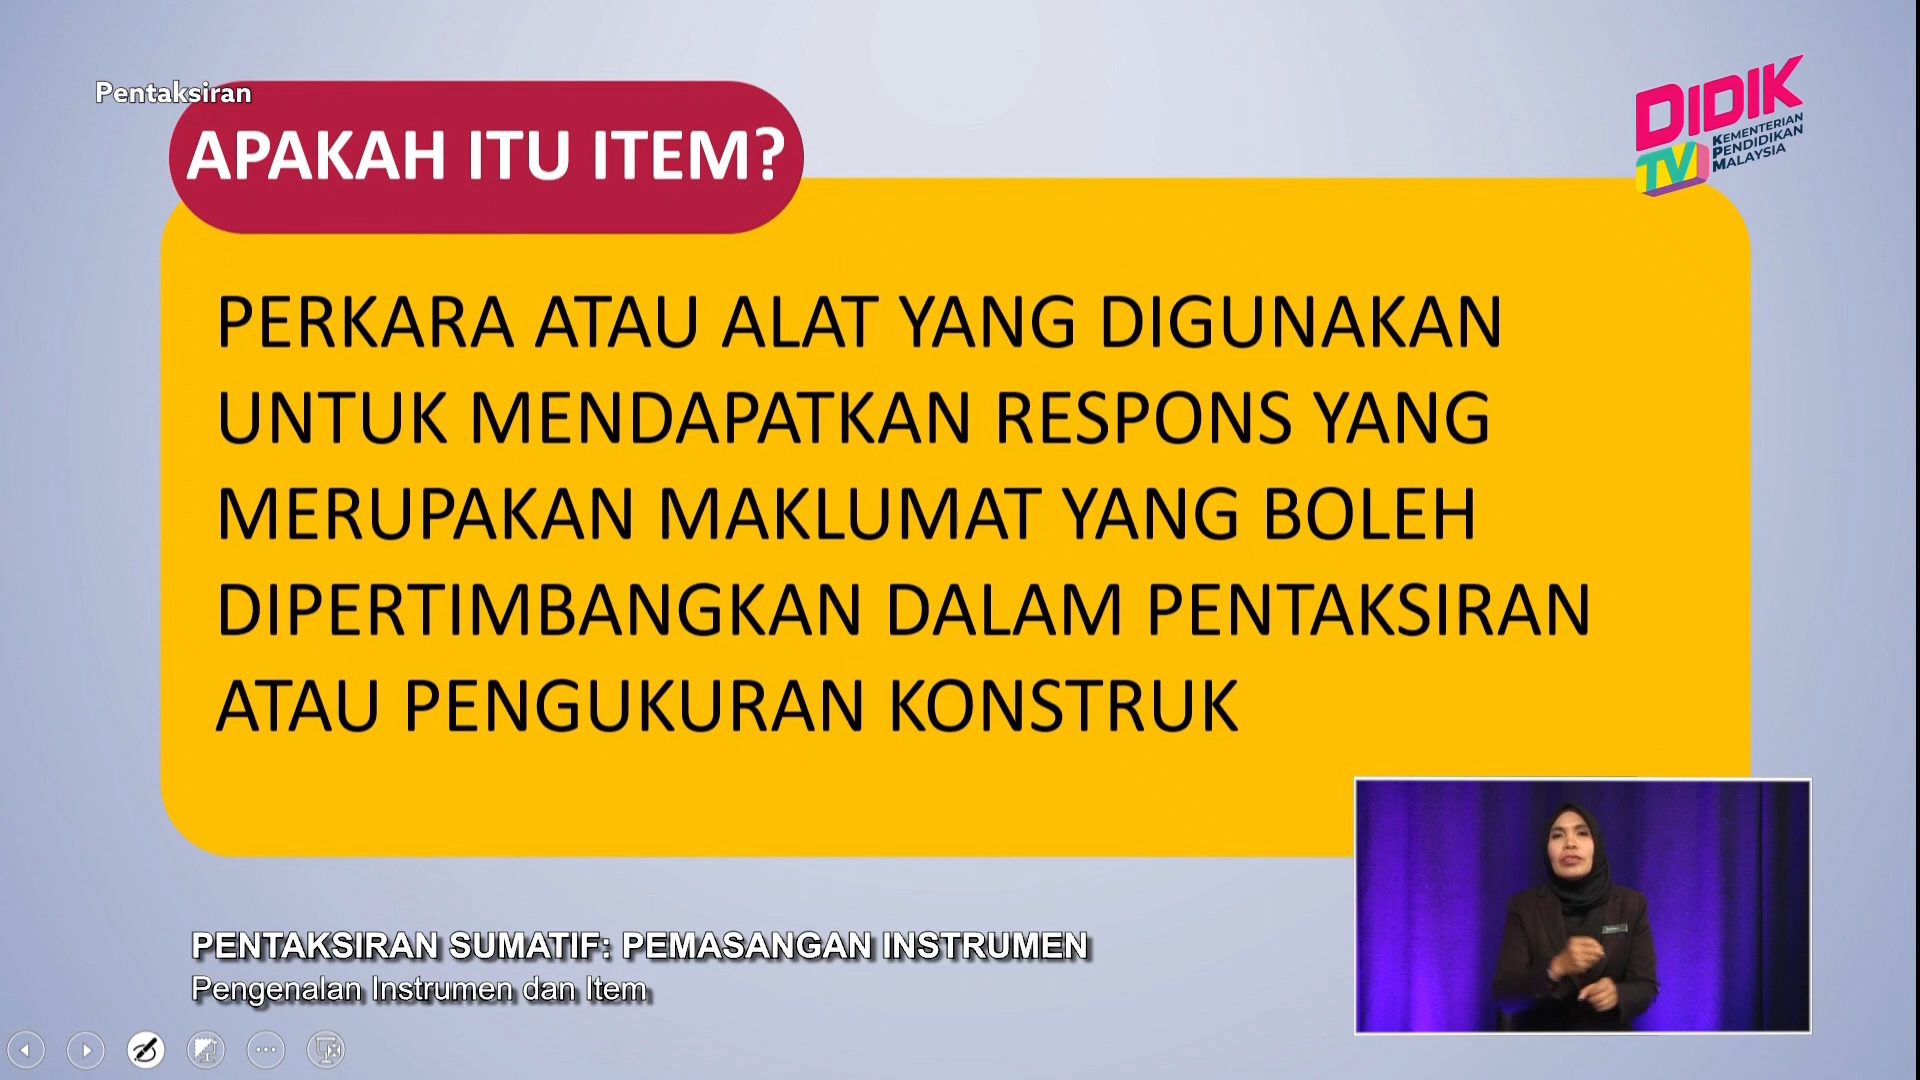 Pentaksiran
APAKAH ITU ITEM?
DIDIK
TV
KEMENTERIAN
PENDIDIKAN
MALAYSIA
PERKARA ATAU ALAT YANG DIGUNAKAN
UNTUK MENDAPATKAN RESPONS YANG
MERUPAKAN MAKLUMAT YANG BOLEH
DIPERTIMBANGKAN DALAM PENTAKSIRAN
ATAU PENGUKURAN KONSTRUK
PENTAKSIRAN SUMATIF: PEMASANGAN INSTRUMEN
Pengenalan Instrumen dan Item